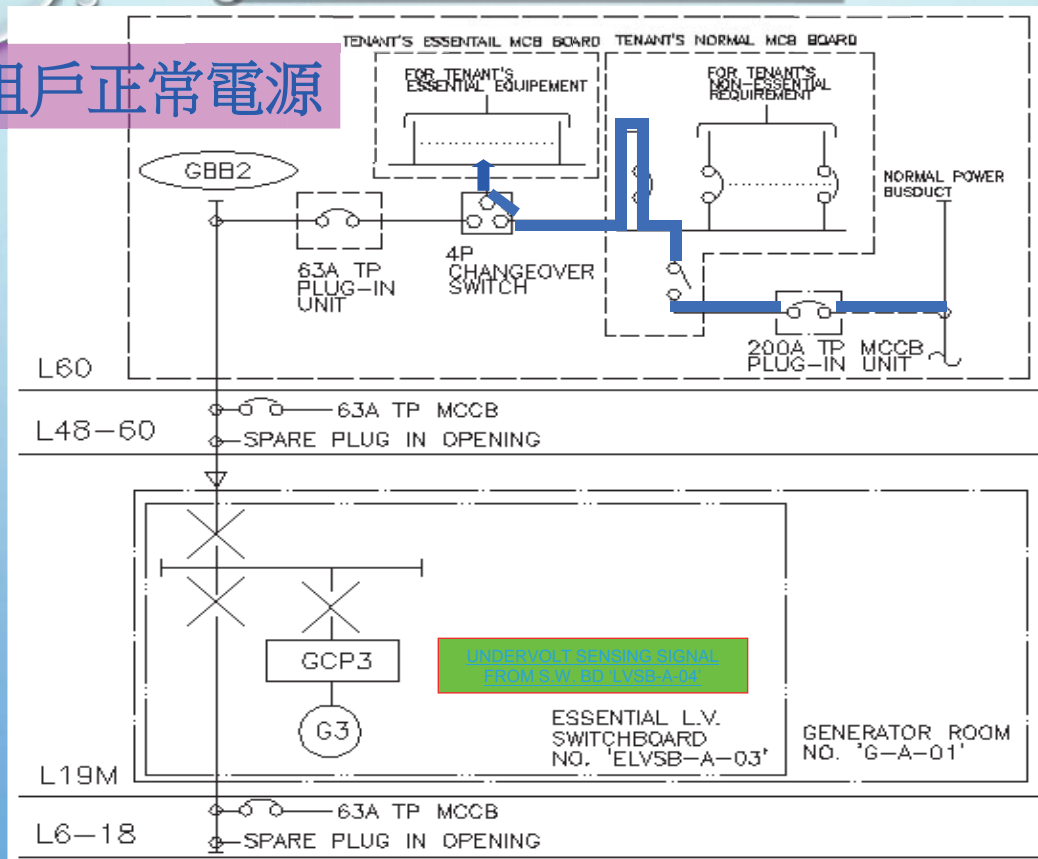 租戶正常電源
TENANT'S ESSENTAIL MCB BOARD
TENANT'S NORMAL MCB BOARD
FOR TENANT'S
ESSENTIAL EQUIPEMENT
FOR TENANT'S
NON-ESSENTIAL
REQUIREMENT
GBB2
NORMAL POWER
BUSDUCT
63A TP
PLUG-IN
UNIT
4P
CHANGEOVER
SWITCH
200A TP MCCB
PLUG-IN UNIT
L60
63A TP MCCB
L48-60
SPARE PLUG IN OPENING
GCP3
UNDERVOLT SENSING SIGNAL
FROM S.W. BD 'LVSB-A-04'
G3
ESSENTIAL L.V.
SWITCHBOARD
NO. 'ELVSB-A-03'
GENERATOR ROOM
NO. 'G-A-01'
L19M
63A TP MCCB
L6-18
SPARE PLUG IN OPENING